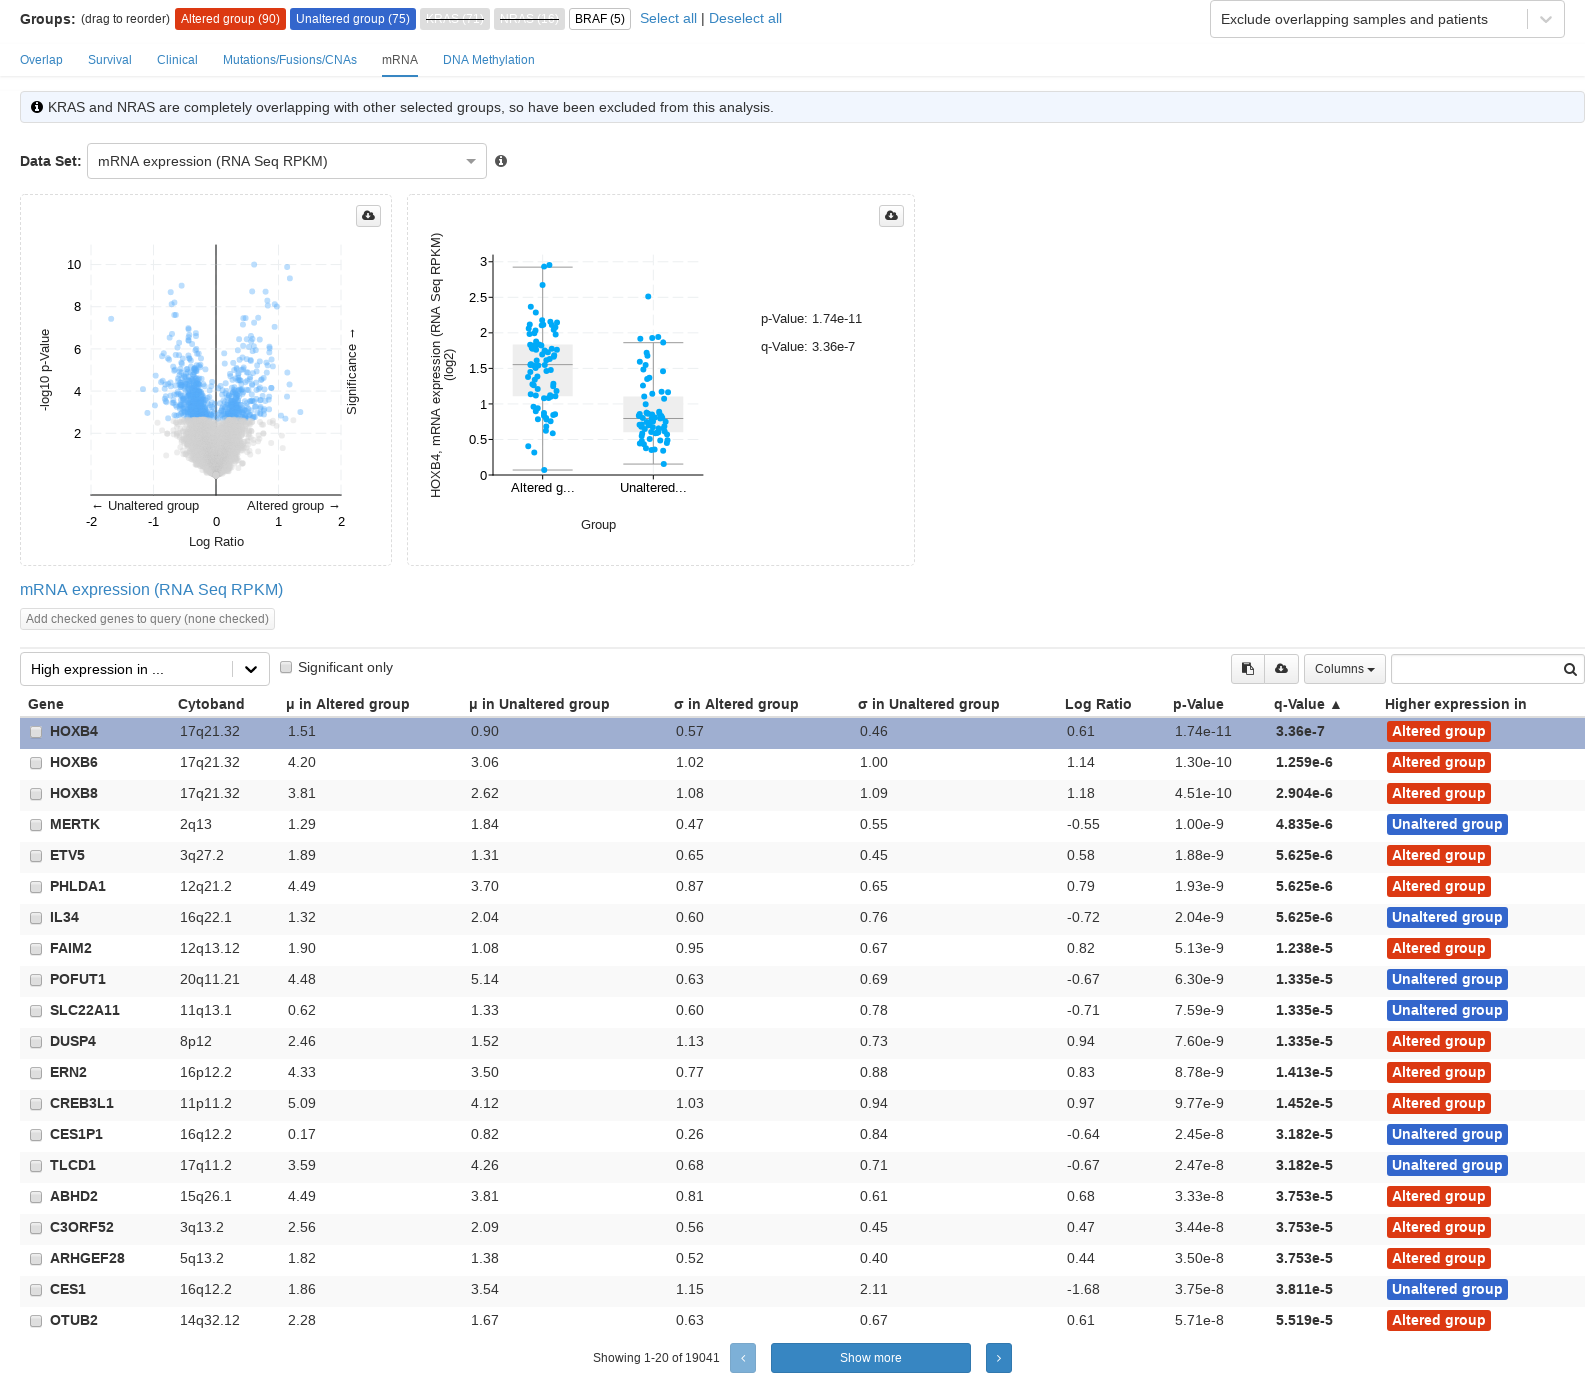 Groups: (drag to reorder) Altered group (90) Unaltered group (75) KRAS (71) NRAS (19) BRAF (5) Select all | Deselect all Exclude overlapping samples and patients
Overlap Survival Clinical Mutations/Fusions/CNAs mRNA DNA Methylation
KRAS and NRAS are completely overlapping with other selected groups, so have been excluded from this analysis.
Data Set: mRNA expression (RNA Seq RPKM)
-log10 p-Value
10
8
6
4
2
Significance →
← Unaltered group Altered group →
-2 -1 0 1 2
Log Ratio
HOXB4, mRNA expression (RNA Seq RPKM)
(log2)
3
2.5
2
1.5
1
0.5
0
Altered g... Unaltered...
Group
p-Value: 1.74e-11
q-Value: 3.36e-7
mRNA expression (RNA Seq RPKM)
Add checked genes to query (none checked)
High expression in ... Significant only Columns
Gene Cytoband μ in Altered group μ in Unaltered group σ in Altered group σ in Unaltered group Log Ratio p-Value q-Value ▲ Higher expression in
HOXB4 17q21.32 1.51 0.90 0.57 0.46 0.61 1.74e-11 3.36e-7 Altered group
HOXB6 17q21.32 4.20 3.06 1.02 1.00 1.14 1.30e-10 1.259e-6 Altered group
HOXB8 17q21.32 3.81 2.62 1.08 1.09 1.18 4.51e-10 2.904e-6 Altered group
MERTK 2q13 1.29 1.84 0.47 0.55 -0.55 1.00e-9 4.835e-6 Unaltered group
ETV5 3q27.2 1.89 1.31 0.65 0.45 0.58 1.88e-9 5.625e-6 Altered group
PHLDA1 12q21.2 4.49 3.70 0.87 0.65 0.79 1.93e-9 5.625e-6 Altered group
IL34 16q22.1 1.32 2.04 0.60 0.76 -0.72 2.04e-9 5.625e-6 Unaltered group
FAIM2 12q13.12 1.90 1.08 0.95 0.67 0.82 5.13e-9 1.238e-5 Altered group
POFUT1 20q11.21 4.48 5.14 0.63 0.69 -0.67 6.30e-9 1.335e-5 Unaltered group
SLC22A11 11q13.1 0.62 1.33 0.60 0.78 -0.71 7.59e-9 1.335e-5 Unaltered group
DUSP4 8p12 2.46 1.52 1.13 0.73 0.94 7.60e-9 1.335e-5 Altered group
ERN2 16p12.2 4.33 3.50 0.77 0.88 0.83 8.78e-9 1.413e-5 Altered group
CREB3L1 11p11.2 5.09 4.12 1.03 0.94 0.97 9.77e-9 1.452e-5 Altered group
CES1P1 16q12.2 0.17 0.82 0.26 0.84 -0.64 2.45e-8 3.182e-5 Unaltered group
TLCD1 17q11.2 3.59 4.26 0.68 0.71 -0.67 2.47e-8 3.182e-5 Unaltered group
ABHD2 15q26.1 4.49 3.81 0.81 0.61 0.68 3.33e-8 3.753e-5 Altered group
C3ORF52 3q13.2 2.56 2.09 0.56 0.45 0.47 3.44e-8 3.753e-5 Altered group
ARHGEF28 5q13.2 1.82 1.38 0.52 0.40 0.44 3.50e-8 3.753e-5 Altered group
CES1 16q12.2 1.86 3.54 1.15 2.11 -1.68 3.75e-8 3.811e-5 Unaltered group
OTUB2 14q32.12 2.28 1.67 0.63 0.67 0.61 5.71e-8 5.519e-5 Altered group
Showing 1-20 of 19041 ‹ Show more ›